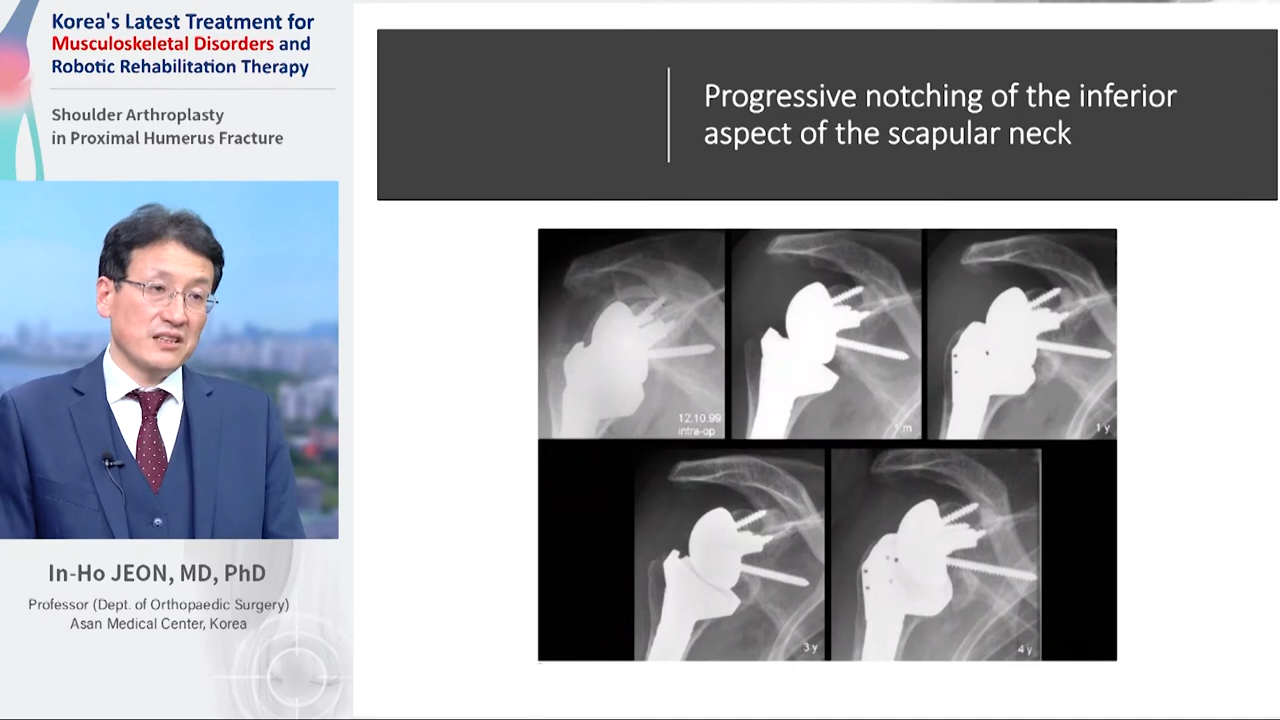 Korea's Latest Treatment for
Musculoskeletal Disorders and
Robotic Rehabilitation Therapy
Shoulder Arthroplasty
in Proximal Humerus Fracture
In-Ho JEON, MD, PhD
Professor (Dept. of Orthopaedic Surgery)
Asan Medical Center, Korea
Progressive notching of the inferior
aspect of the scapular neck
12.10.99
intra-op
m
1 y
3 y
4 y